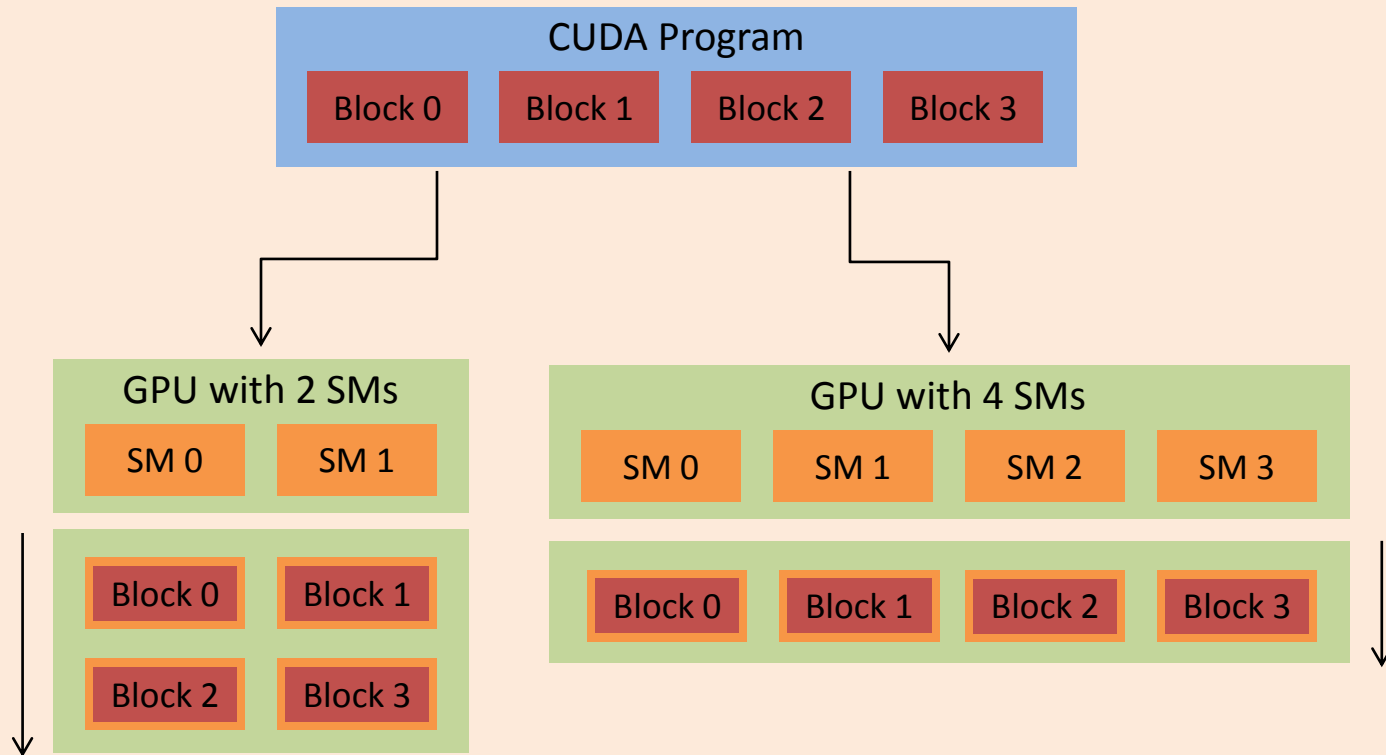 CUDA Program
Block 0 Block 1 Block 2 Block 3
GPU with 2 SMs
SM 0 SM 1
Block 0 Block 1
Block 2 Block 3
GPU with 4 SMs
SM 0 SM 1 SM 2 SM 3
Block 0 Block 1 Block 2 Block 3